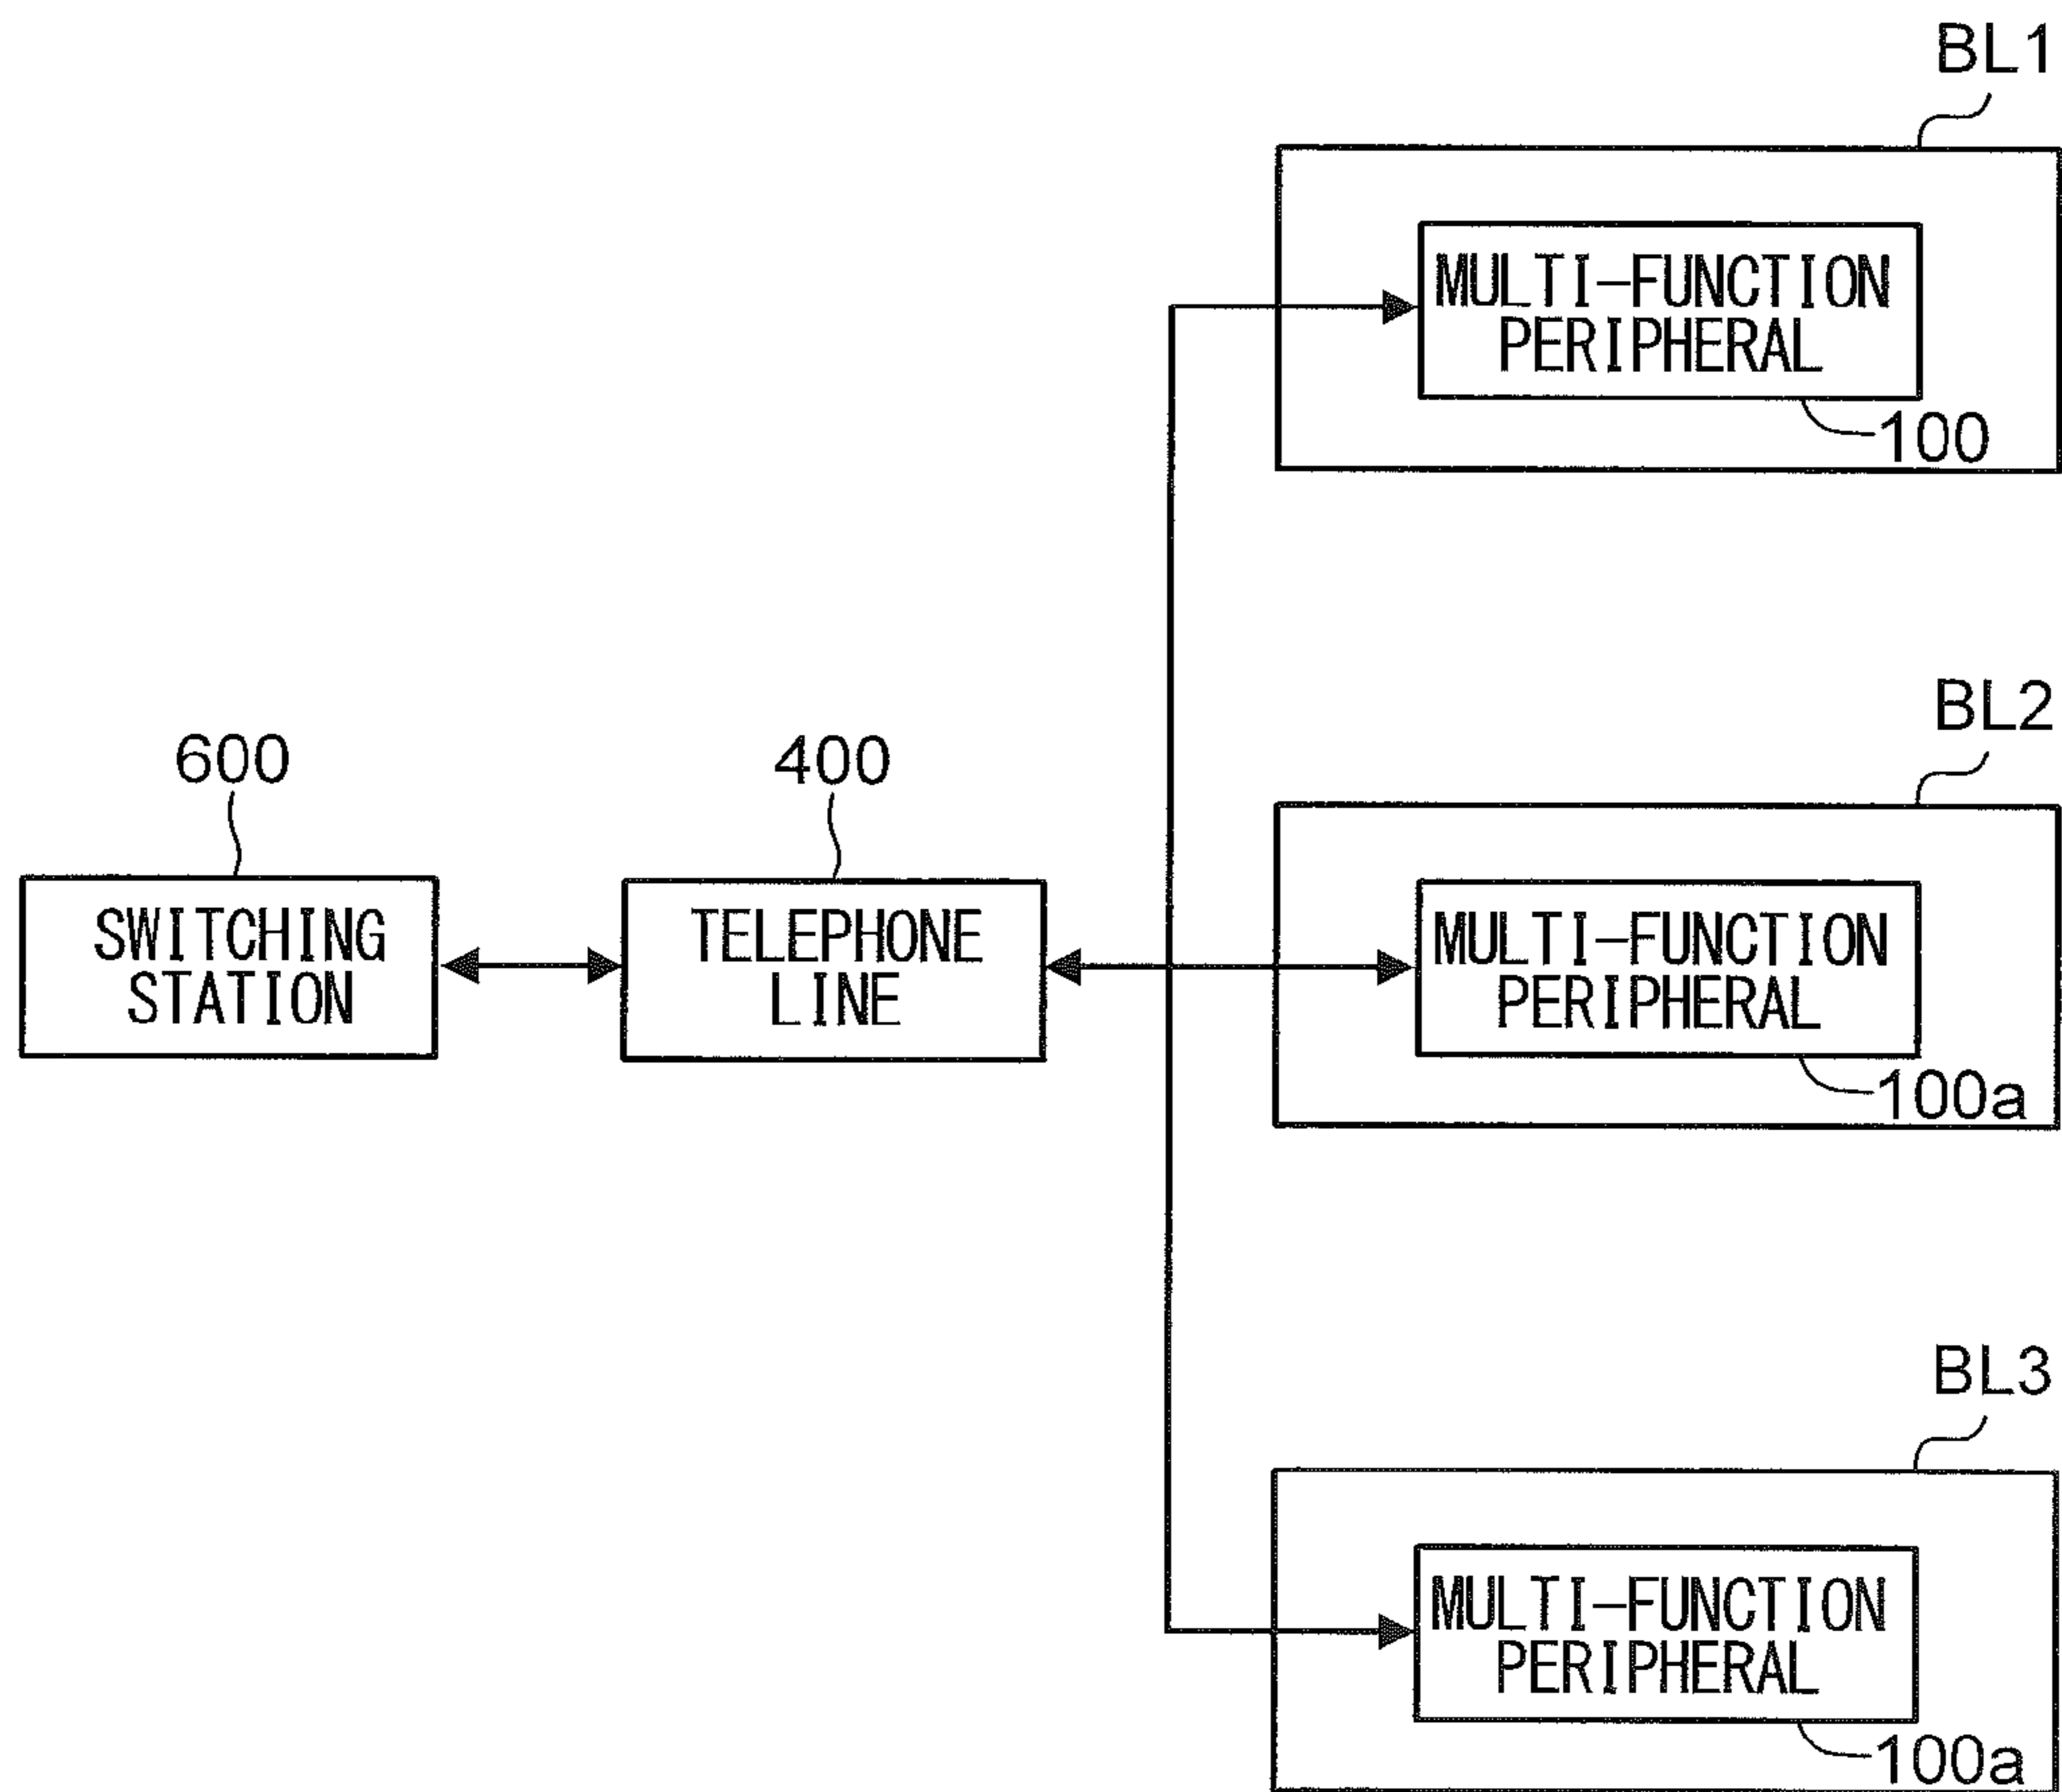 BL1
MULTI-FUNCTION
PERIPHERAL
100
BL2
600
400
SWITCHING
STATION
TELEPHONE
LINE
MULTI-FUNCTION
PERIPHERAL
100a
BL3
MULTI-FUNCTION
PERIPHERAL
100a